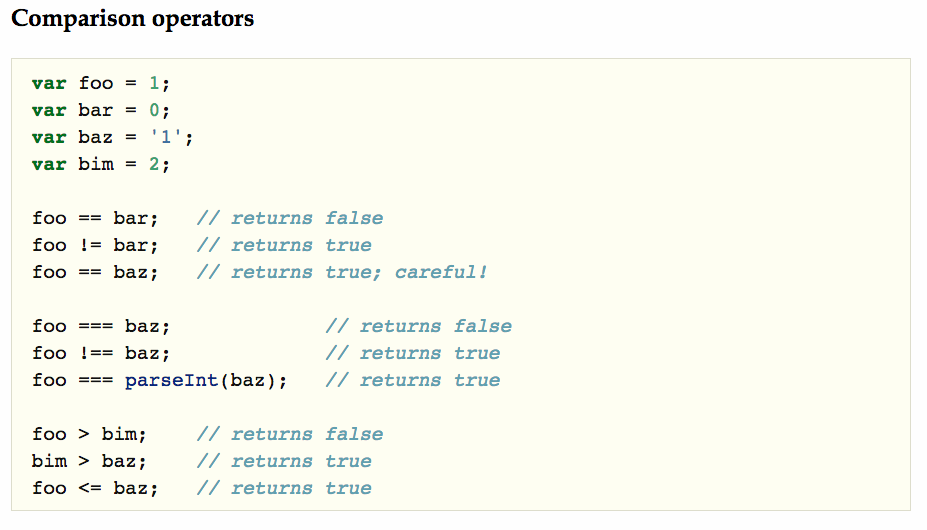 Comparison operators
var foo = 1;
var bar = 0;
var baz = '1';
var bim = 2;
foo == bar;   // returns false
foo != bar;   // returns true
foo == baz;   // returns true; careful!
foo === baz;             // returns false
foo !== baz;             // returns true
foo === parseInt(baz);   // returns true
foo > bim;    // returns false
bim > baz;    // returns true
foo <= baz;   // returns true